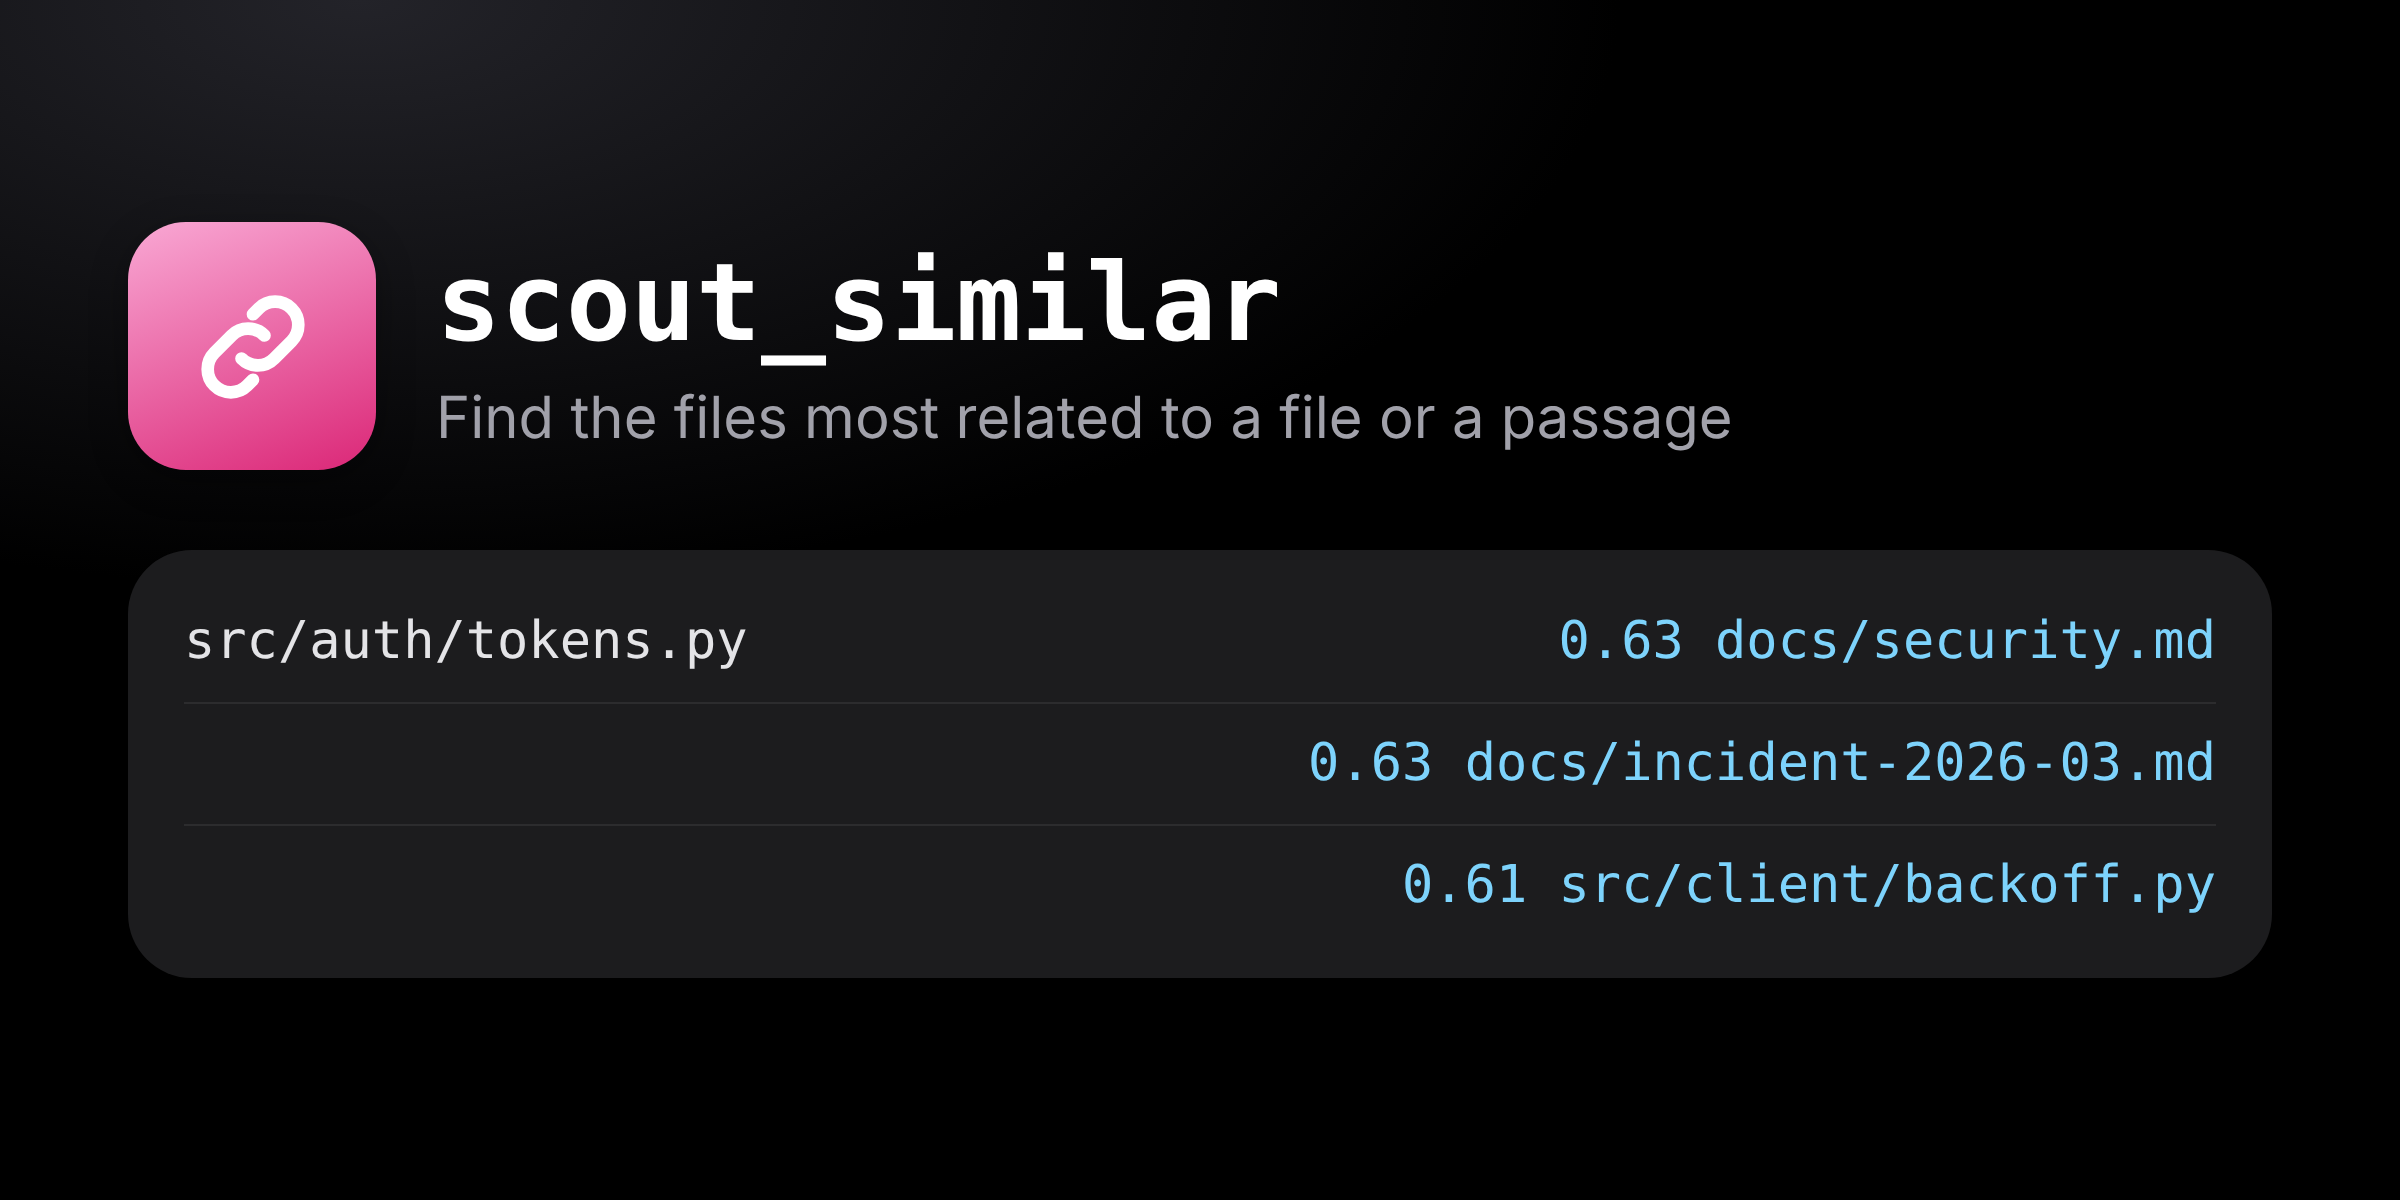 scout_similar
Find the files most related to a file or a passage
src/auth/tokens.py 0.63 docs/security.md
0.63 docs/incident-2026-03.md
0.61 src/client/backoff.py